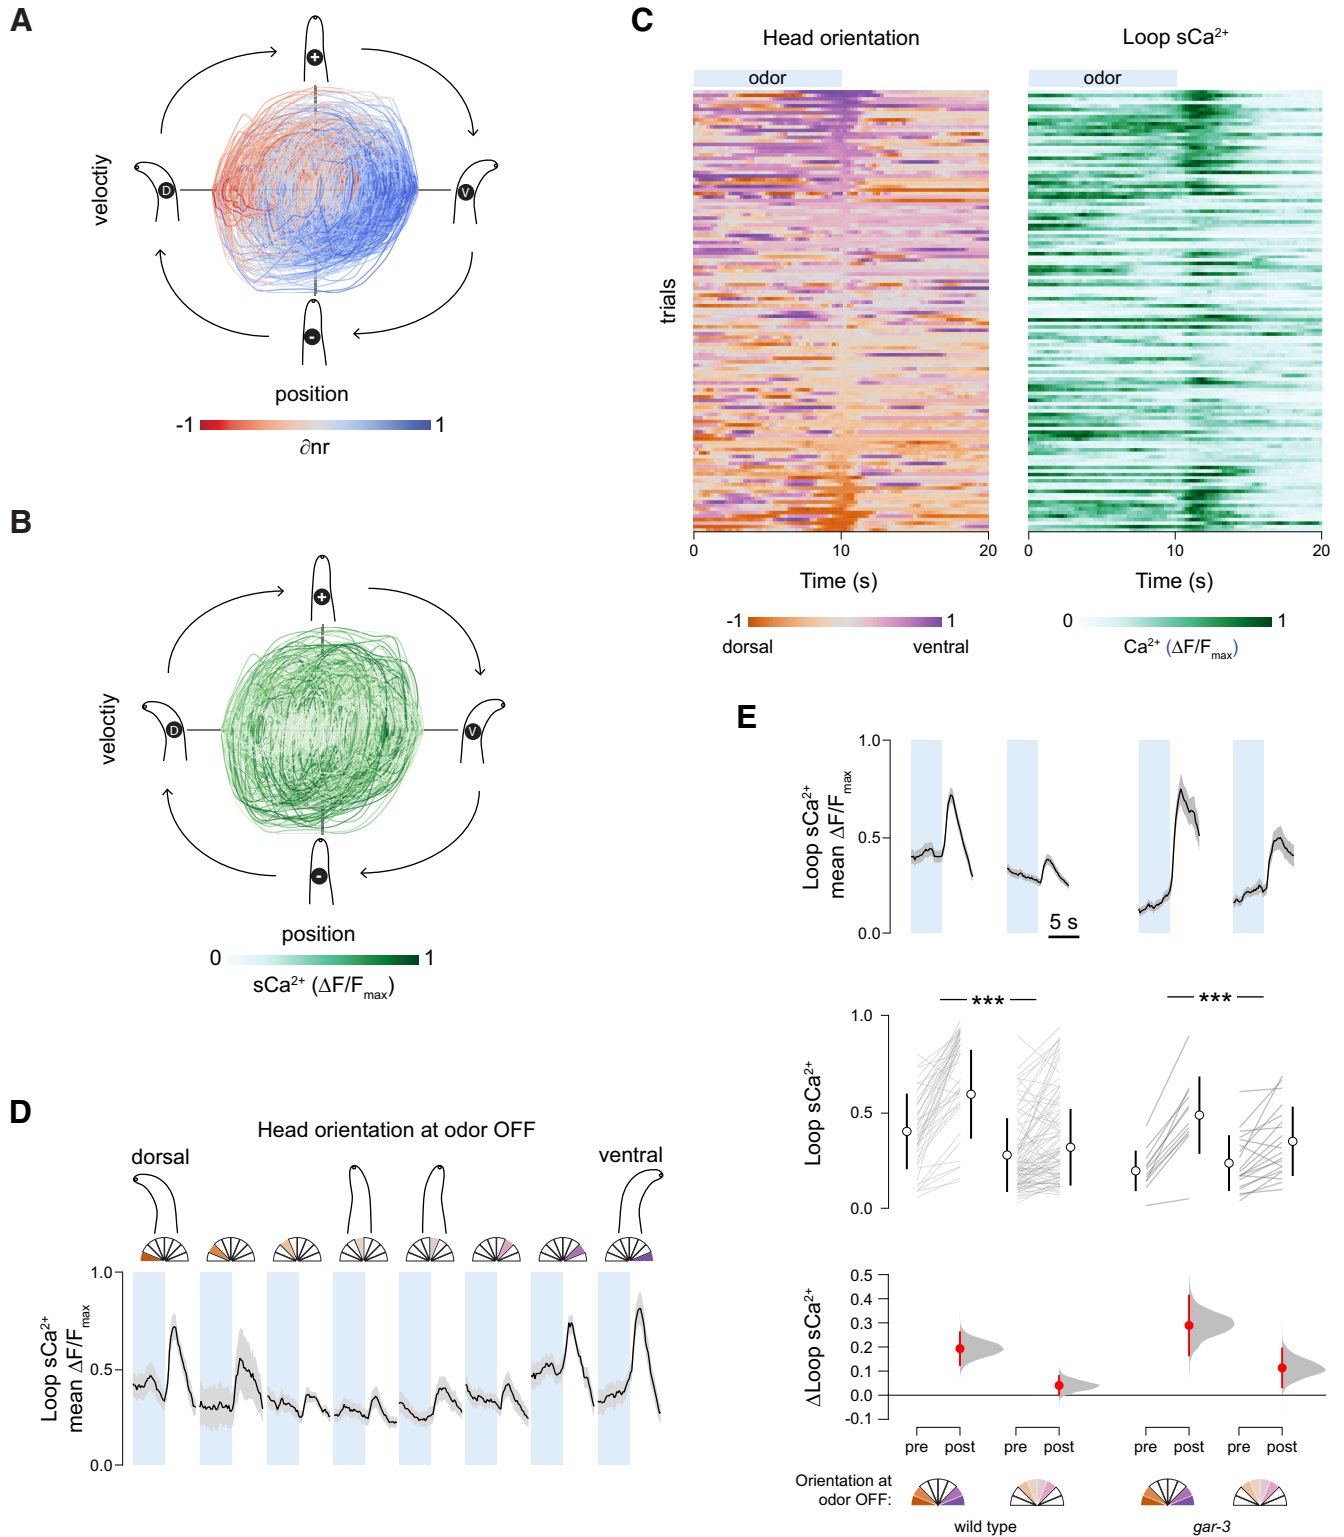 A
+
D
V
-
veloctiy
position
-1 1
∂nr
B
+
D
V
-
veloctiy
position
0 1
sCa²⁺ (ΔF/Fmax)
C
Head orientation
Loop sCa²⁺
odor
odor
trials
0 10 20
0 10 20
Time (s)
Time (s)
-1 1
dorsal ventral
0 1
Ca²⁺ (ΔF/Fmax)
D
Head orientation at odor OFF
dorsal
ventral
Loop sCa²⁺
mean ΔF/Fmax
1.0
0.5
0.0
E
Loop sCa²⁺
mean ΔF/Fmax
1.0
0.5
0.0
5 s
*** ***
Loop sCa²⁺
1.0
0.5
0.0
ΔLoop sCa²⁺
0.5
0.4
0.3
0.2
0.1
0.0
-0.1
pre post pre post pre post pre post
Orientation at
odor OFF:
wild type
gar-3